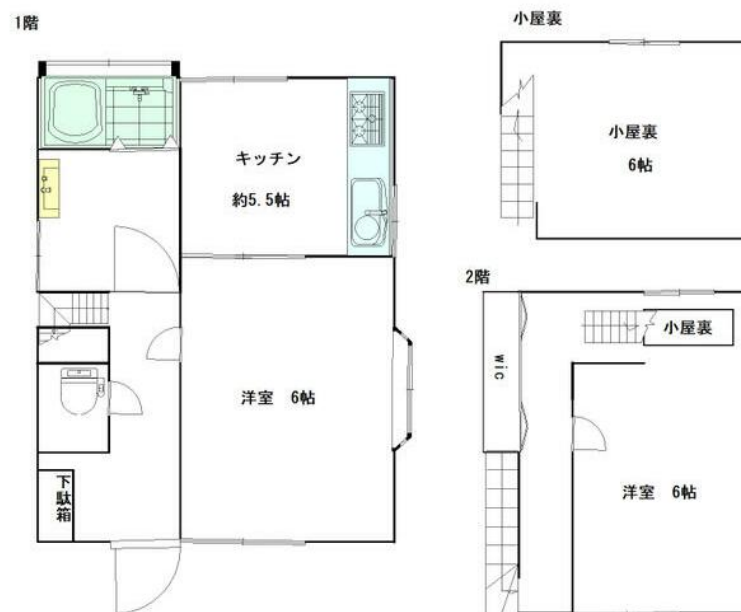 1階
キッチン
約5.5帖
洋室 6帖
下駄箱
小屋裏
小屋裏
6帖
2階
小屋裏
wic
洋室 6帖